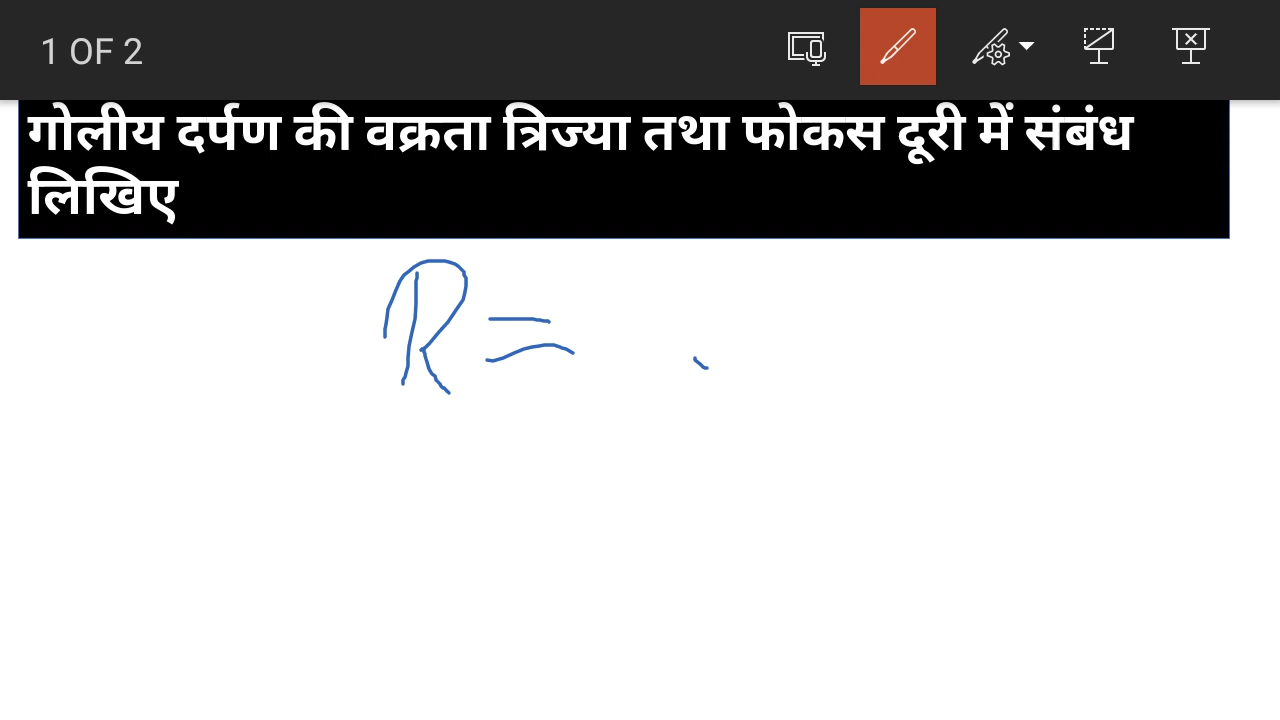 1 OF 2
गोलीय दर्पण की वक्रता त्रिज्या तथा फोकस दूरी में संबंध
लिखिए
R =